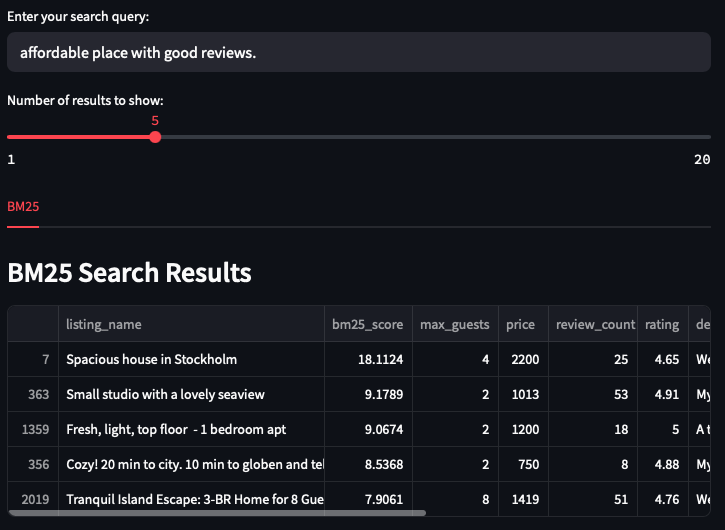 Enter your search query:
affordable place with good reviews.
Number of results to show:
5
1 20
BM25
BM25 Search Results
listing_name bm25_score max_guests price review_count rating de
7 Spacious house in Stockholm 18.1124 4 2200 25 4.65 We
363 Small studio with a lovely seaview 9.1789 2 1013 53 4.91 My
1359 Fresh, light, top floor - 1 bedroom apt 9.0674 2 1200 18 5 A t
356 Cozy! 20 min to city. 10 min to globen and tel 8.5368 2 750 8 4.88 My
2019 Tranquil Island Escape: 3-BR Home for 8 Gue 7.9061 8 1419 51 4.76 We